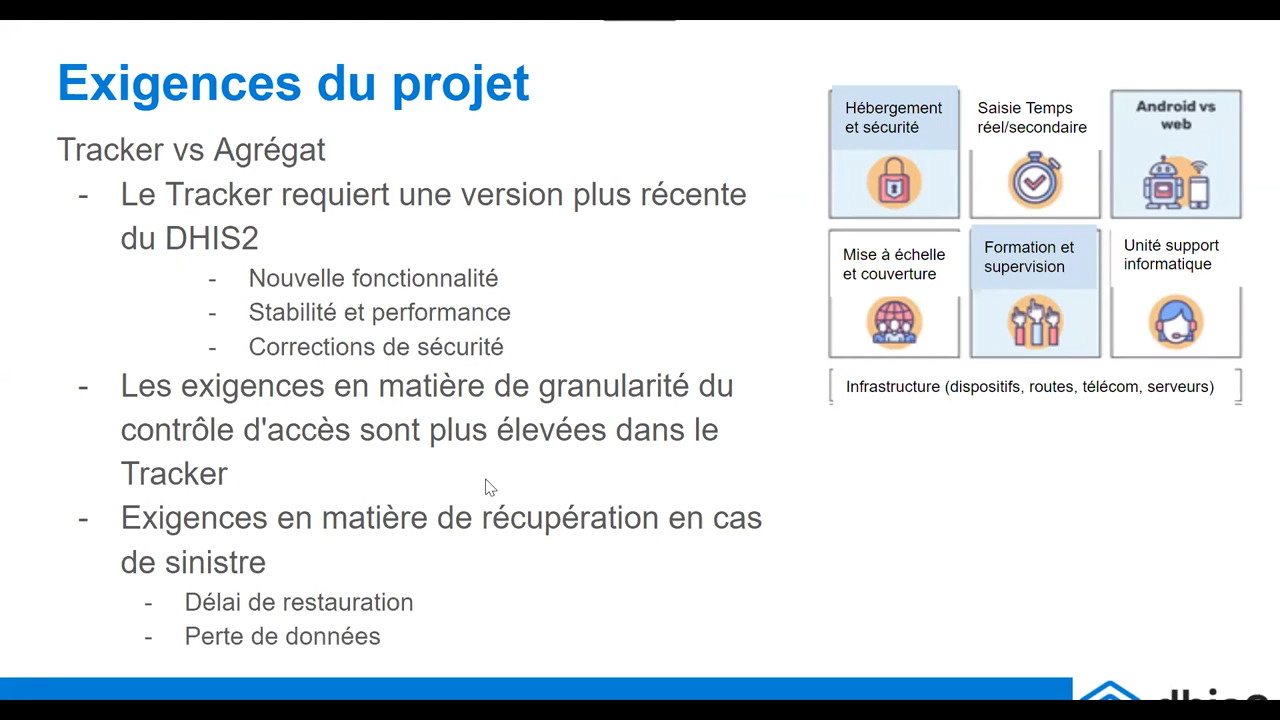 Exigences du projet
Tracker vs Agrégat
- Le Tracker requiert une version plus récente
du DHIS2
- Nouvelle fonctionnalité
- Stabilité et performance
- Corrections de sécurité
- Les exigences en matière de granularité du
contrôle d'accès sont plus élevées dans le
Tracker
- Exigences en matière de récupération en cas
de sinistre
- Délai de restauration
- Perte de données
Hébergement
et sécurité
Saisie Temps
réel/secondaire
Android vs
web
Mise à échelle
et couverture
Formation et
supervision
Unité support
informatique
Infrastructure (dispositifs, routes, télécom, serveurs)